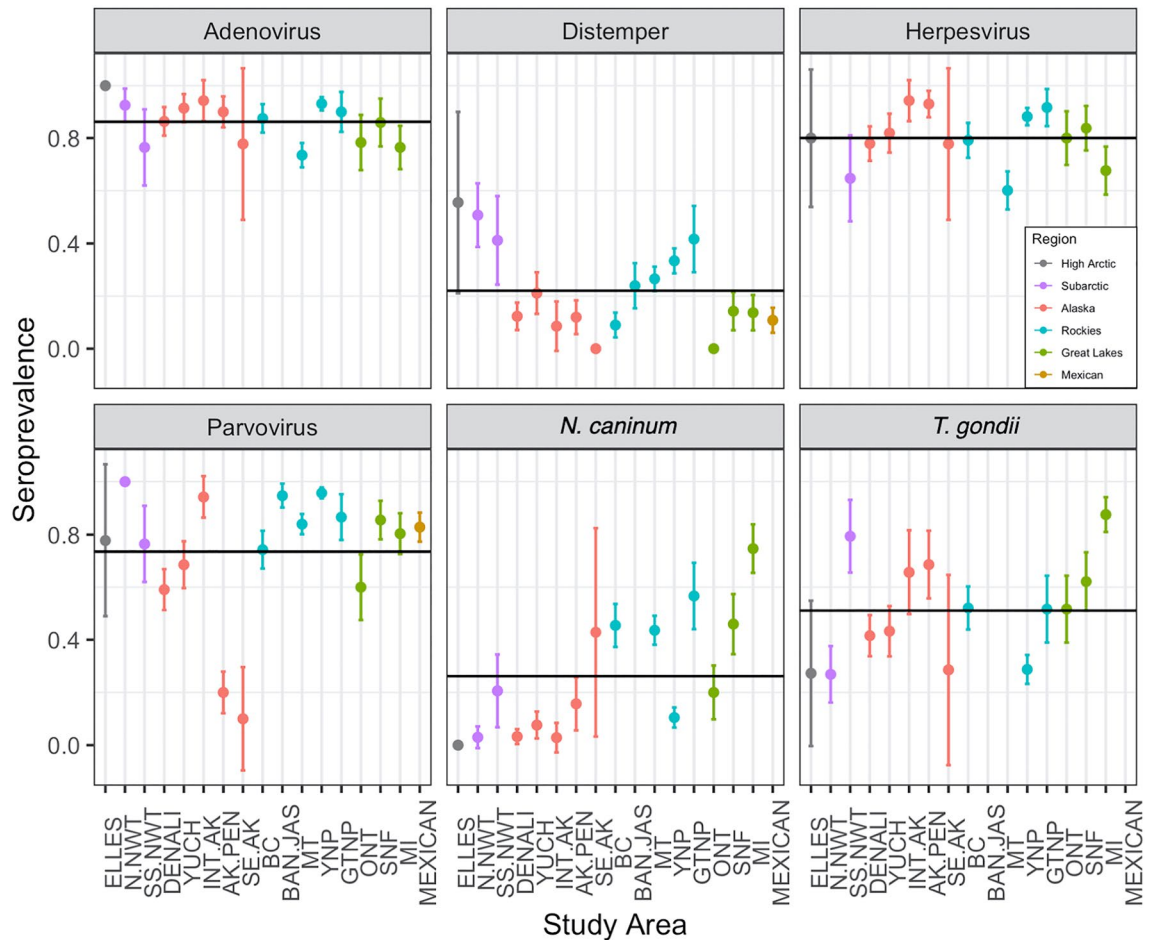 Adenovirus Distemper Herpesvirus
0.8
0.4
0.0
Region
High Arctic
Subarctic
Alaska
Rockies
Great Lakes
Mexican
Seroprevalence
Parvovirus N. caninum T. gondii
0.8
0.4
0.0
ELLES N.NWT SS.NWT DENALI YUCH INT.AK AK.PEN SE.AK BC BAN.JAS MT YNP GTNP ONT SNF MI MEXICAN
ELLES N.NWT SS.NWT DENALI YUCH INT.AK AK.PEN SE.AK BC BAN.JAS MT YNP GTNP ONT SNF MI MEXICAN
ELLES N.NWT SS.NWT DENALI YUCH INT.AK AK.PEN SE.AK BC BAN.JAS MT YNP GTNP ONT SNF MI MEXICAN
Study Area